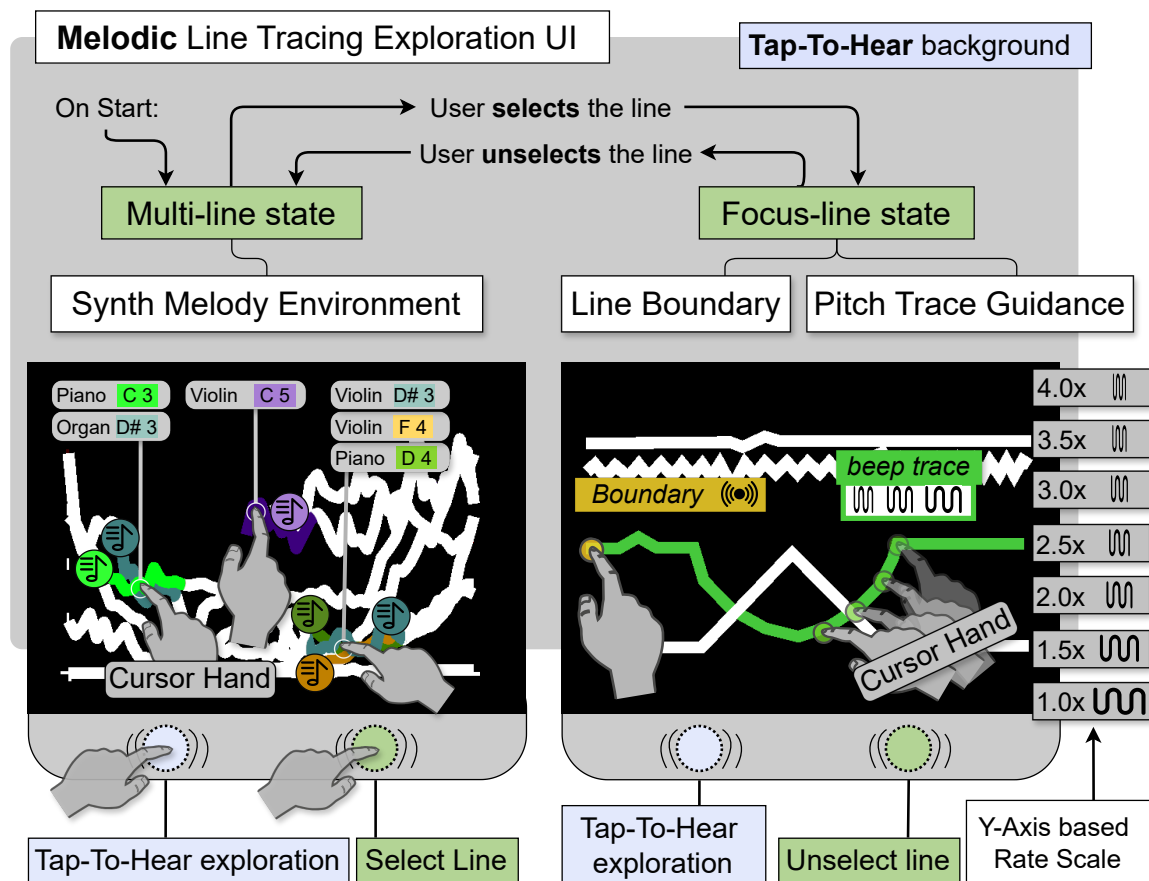 Melodic Line Tracing Exploration UI
Tap-To-Hear background
On Start:
User selects the line
User unselects the line
Multi-line state
Focus-line state
Synth Melody Environment
Line Boundary
Pitch Trace Guidance
Piano C 3
Organ D# 3
Violin C 5
Violin D# 3
Violin F 4
Piano D 4
Cursor Hand
Boundary
beep trace
Cursor Hand
4.0x
3.5x
3.0x
2.5x
2.0x
1.5x
1.0x
Tap-To-Hear exploration
Select Line
Tap-To-Hear
exploration
Unselect line
Y-Axis based
Rate Scale